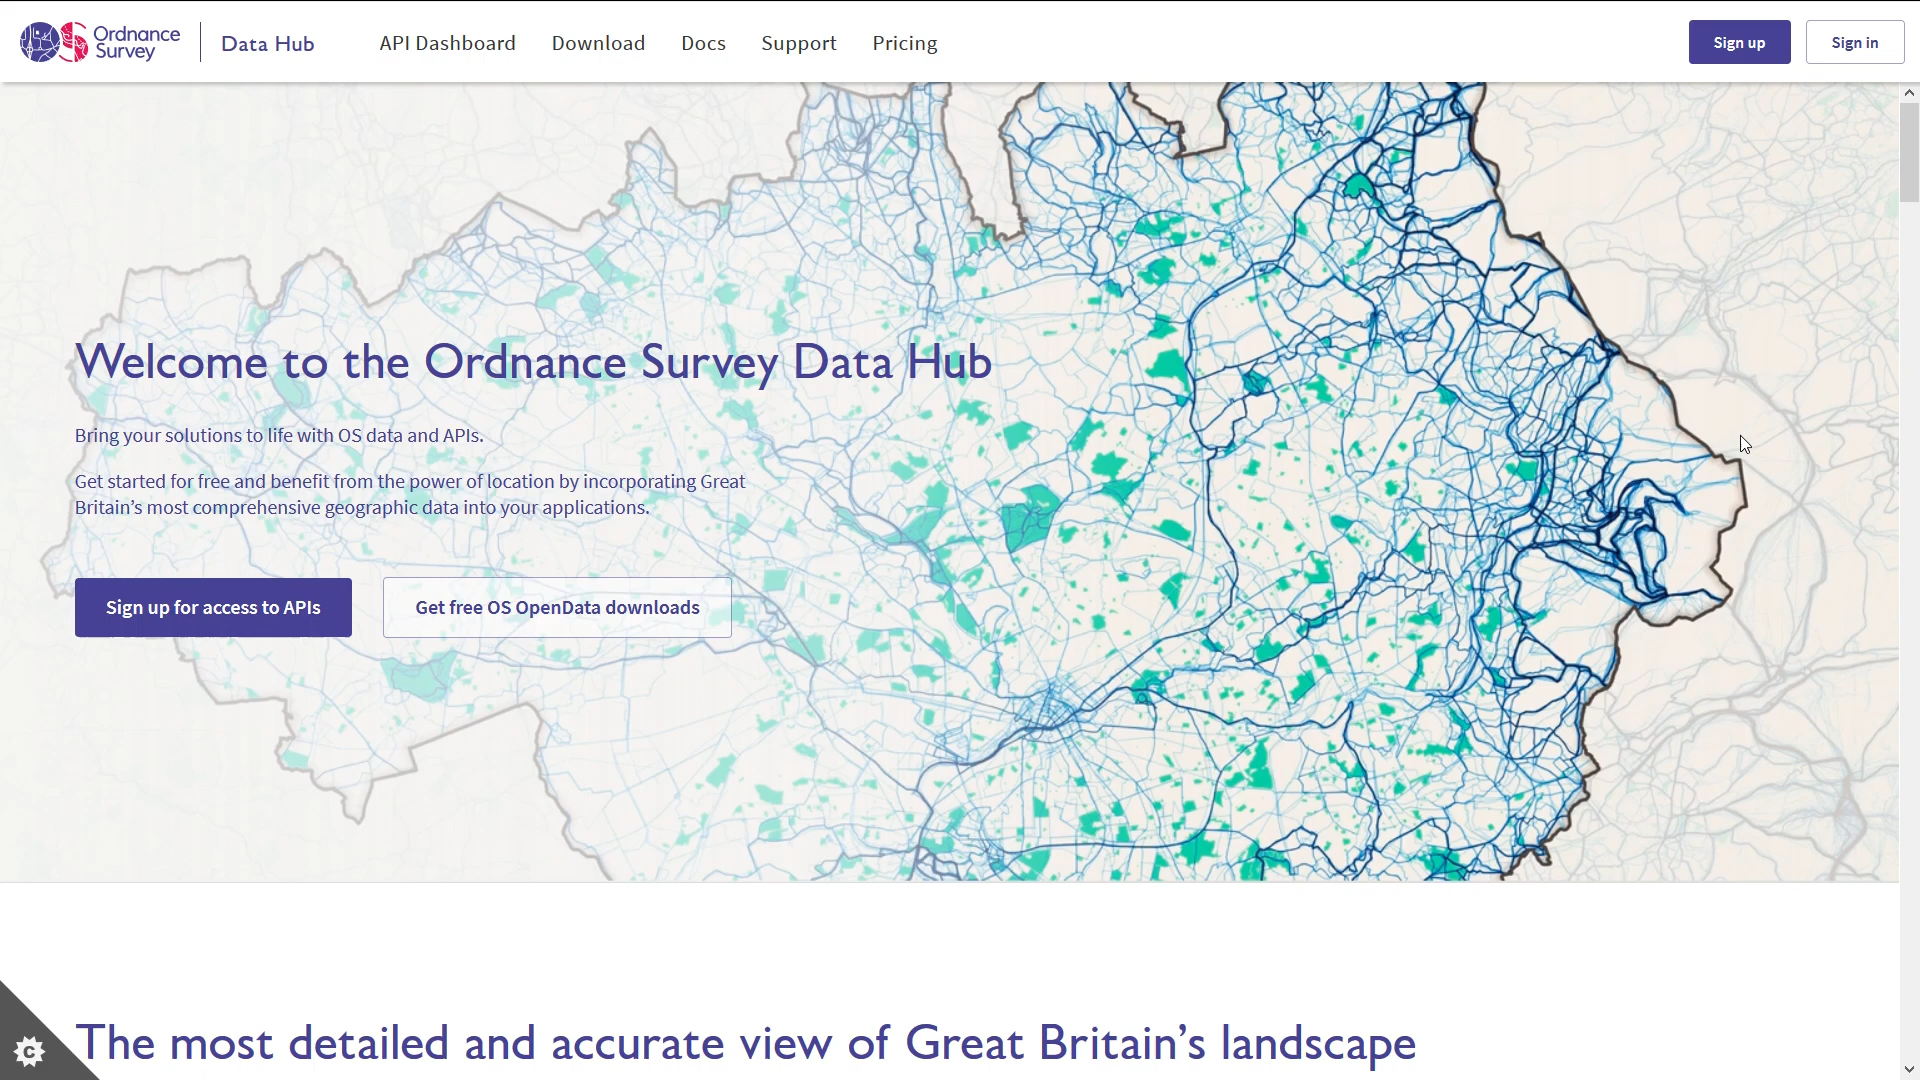 Ordnance
Survey
Data Hub
API Dashboard
Download
Docs
Support
Pricing
Sign up
Sign in
Welcome to the Ordnance Survey Data Hub
Bring your solutions to life with OS data and APIs.
Get started for free and benefit from the power of location by incorporating Great
Britain’s most comprehensive geographic data into your applications.
Sign up for access to APIs
Get free OS OpenData downloads
The most detailed and accurate view of Great Britain’s landscape